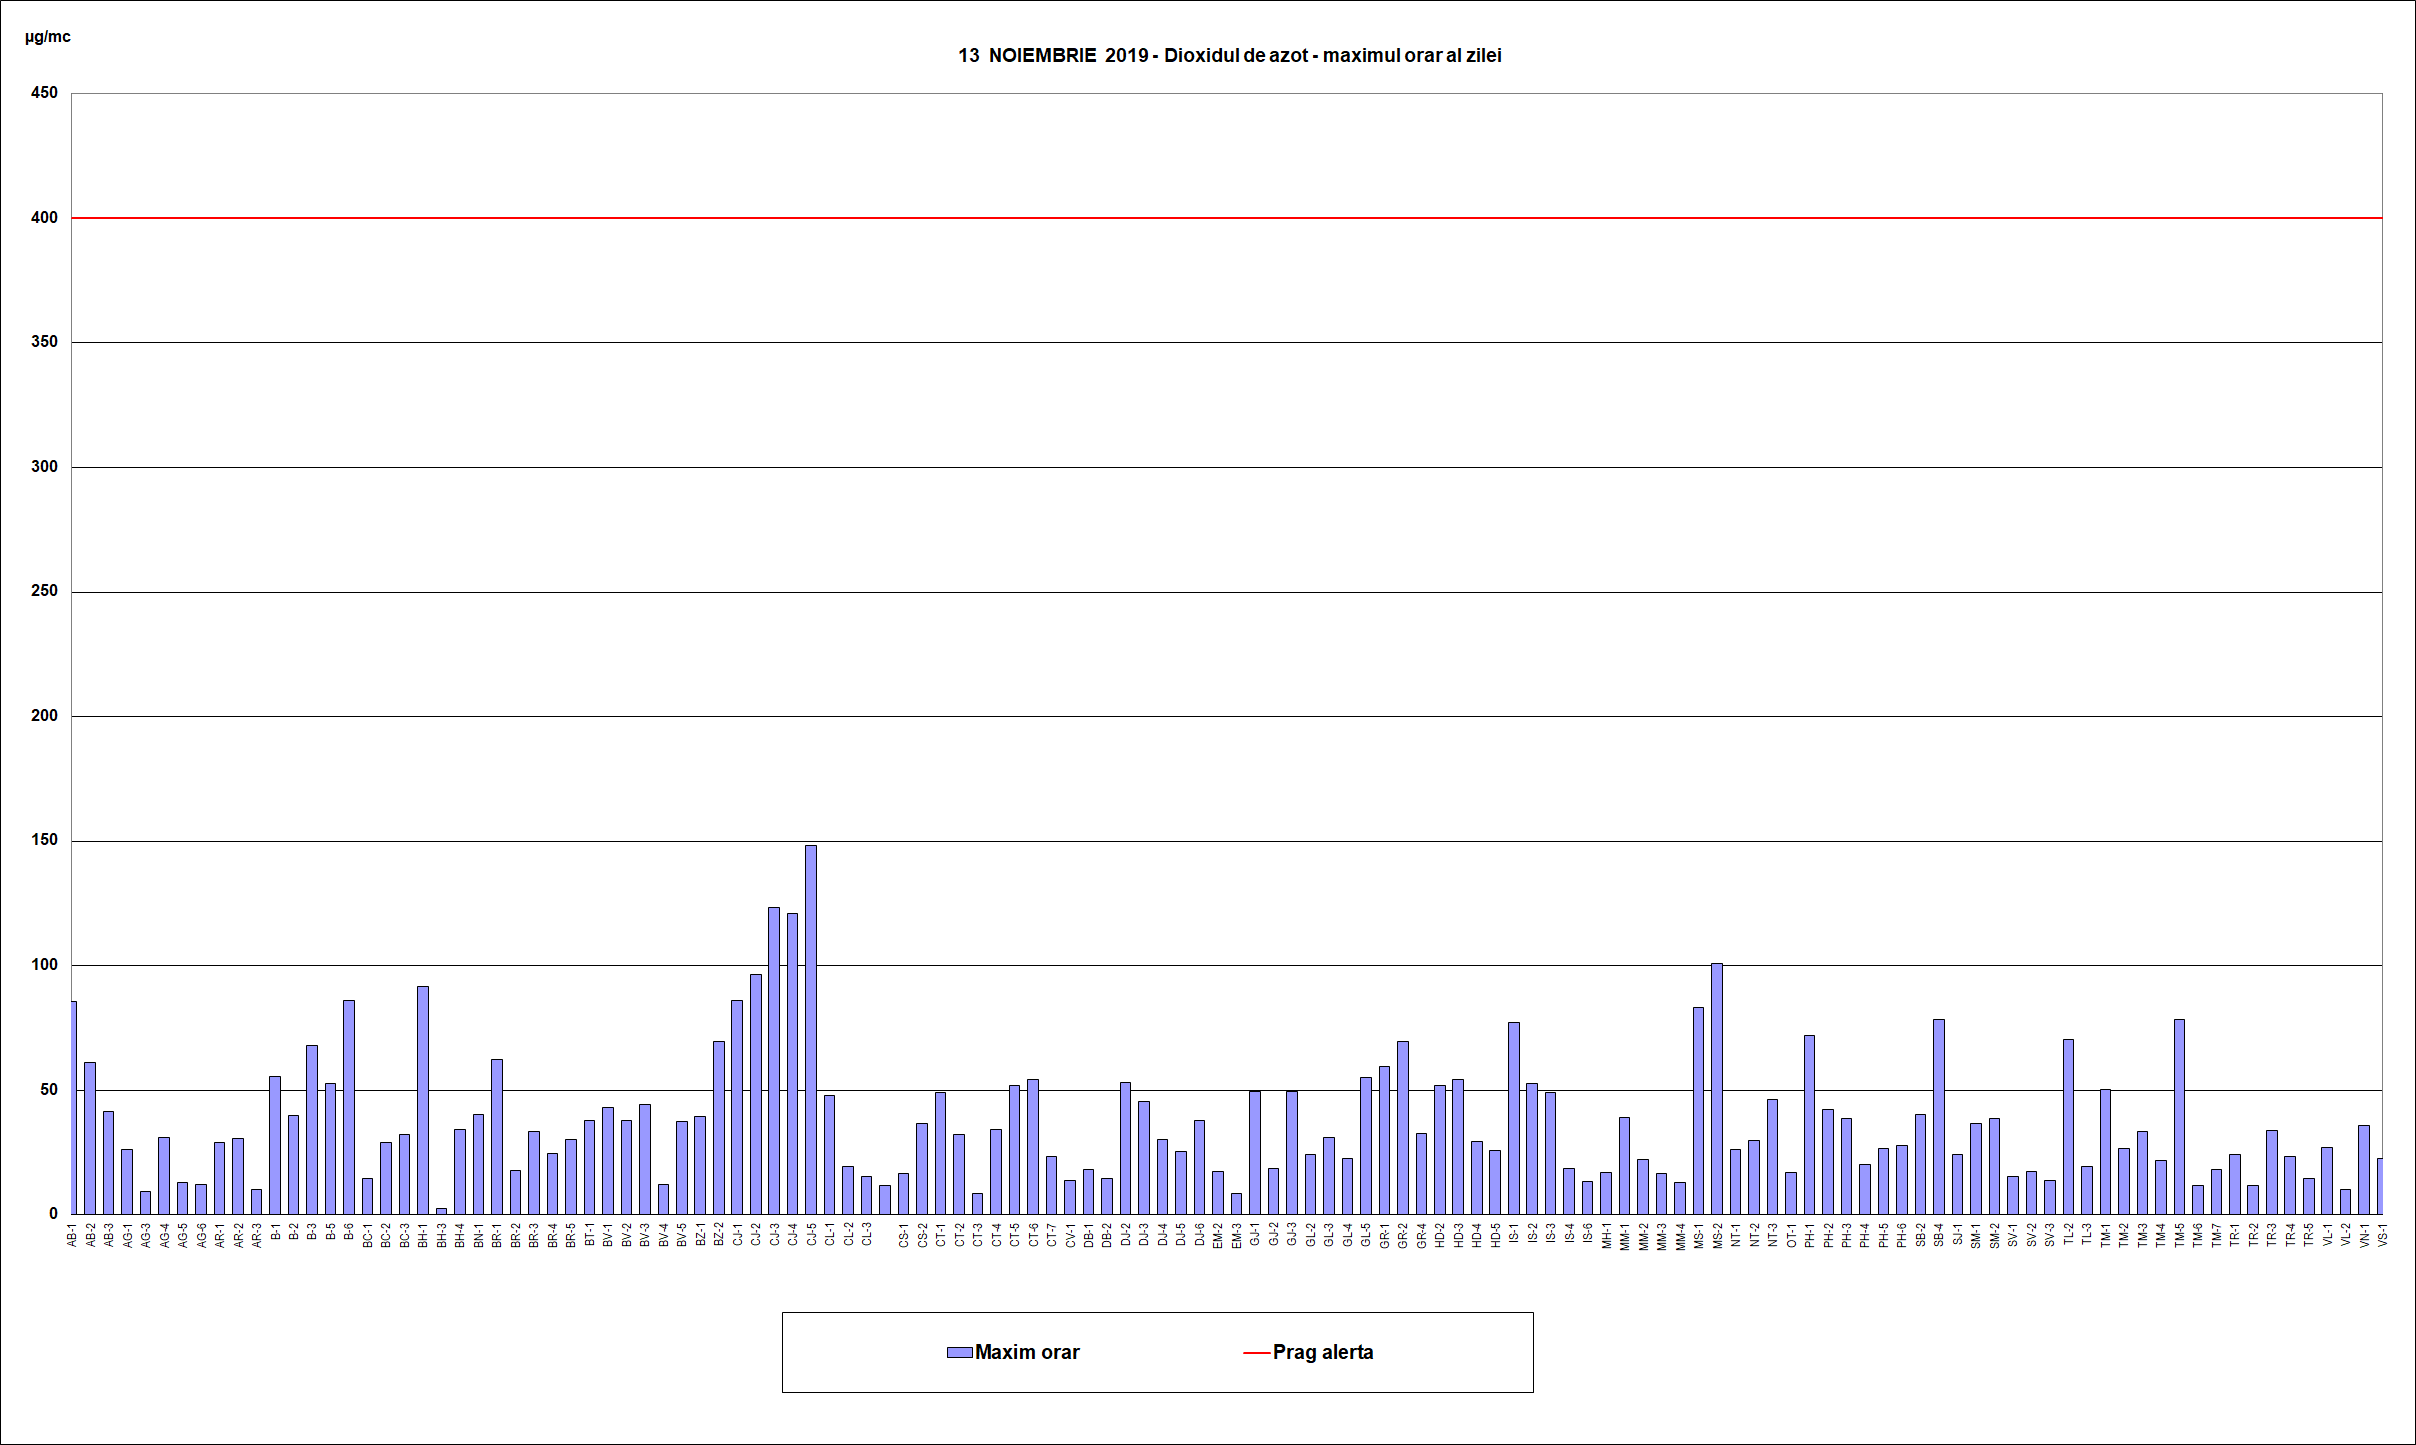 µg/mc
13 NOIEMBRIE 2019 - Dioxidul de azot - maximul orar al zilei
450
400
350
300
250
200
150
100
50
0
AB-1 AB-2 AB-3 AG-1 AG-3 AG-4 AG-5 AG-6 AR-1 AR-2 AR-3 B-1 B-2 B-3 B-5 B-6 BC-1 BC-2 BC-3 BH-1 BH-3 BH-4 BN-1 BR-1 BR-2 BR-3 BR-4 BR-5 BT-1 BV-1 BV-2 BV-3 BV-4 BV-5 BZ-1 BZ-2 CJ-1 CJ-2 CJ-3 CJ-4 CJ-5 CL-1 CL-2 CL-3 CS-1 CS-2 CT-1 CT-2 CT-3 CT-4 CT-5 CT-6 CT-7 CV-1 DB-1 DB-2 DJ-2 DJ-3 DJ-4 DJ-5 DJ-6 EM-2 EM-3 GJ-1 GJ-2 GJ-3 GL-2 GL-3 GL-4 GL-5 GR-1 GR-2 GR-4 HD-2 HD-3 HD-4 HD-5 IS-1 IS-2 IS-3 IS-4 IS-6 MH-1 MM-1 MM-2 MM-3 MM-4 MS-1 MS-2 NT-1 NT-2 NT-3 OT-1 PH-1 PH-2 PH-3 PH-4 PH-5 PH-6 SB-2 SB-4 SJ-1 SM-1 SM-2 SV-1 SV-2 SV-3 TL-2 TL-3 TM-1 TM-2 TM-3 TM-4 TM-5 TM-6 TM-7 TR-1 TR-2 TR-3 TR-4 TR-5 VL-1 VL-2 VN-1 VS-1
Maxim orar Prag alerta